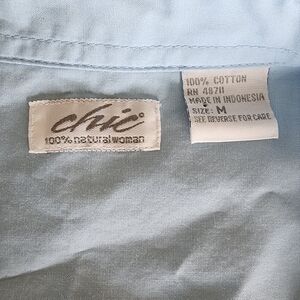 chic
100% natural woman
100% COTTON
RN 48711
MADE IN INDONESIA
SIZE: M
SEE REVERSE FOR CARE